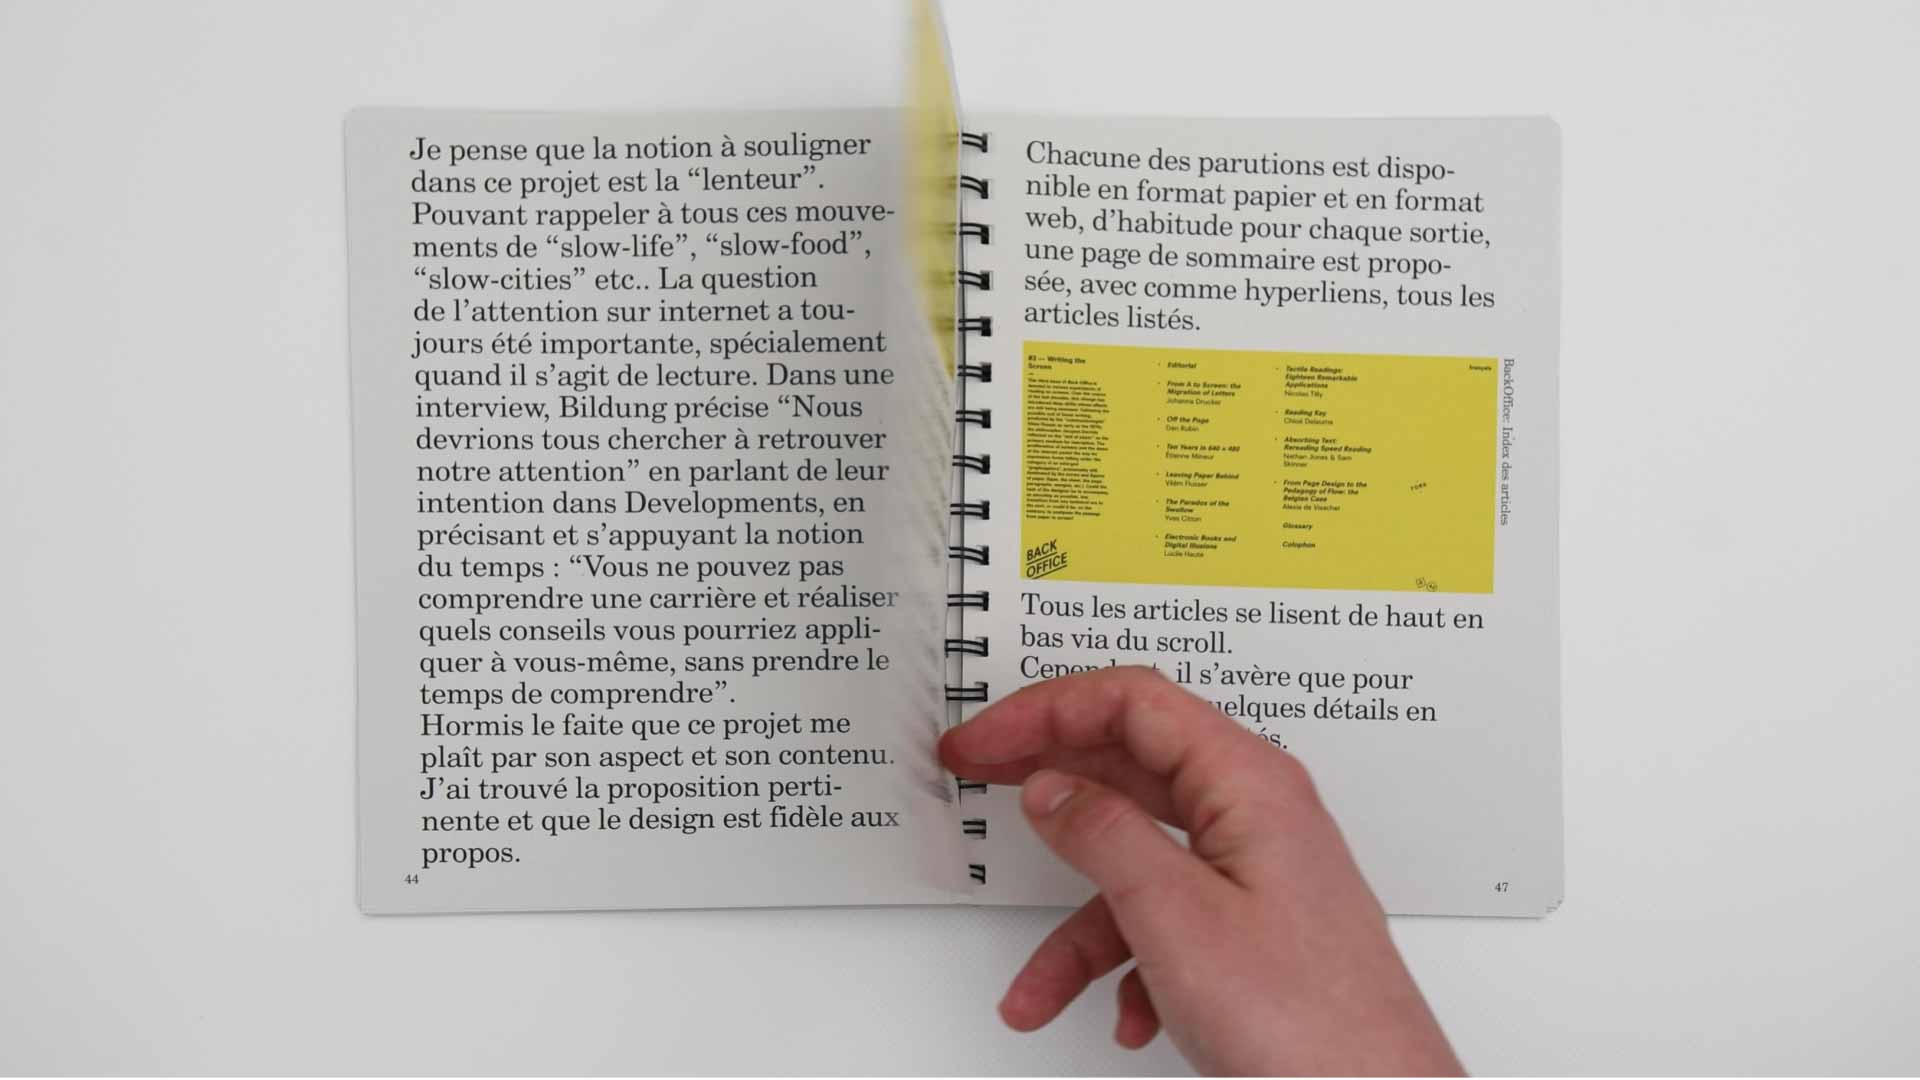 Je pense que la notion à souligner
dans ce projet est la “lenteur”.
Pouvant rappeler à tous ces mouve-
ments de “slow-life”, “slow-food”,
“slow-cities” etc.. La question
de l’attention sur internet a tou-
jours été importante, spécialement
quand il s’agit de lecture. Dans une
interview, Bildung précise “Nous
devrions tous chercher à retrouver
notre attention” en parlant de leur
intention dans Developments, en
précisant et s’appuyant la notion
du temps : “Vous ne pouvez pas
comprendre une carrière et réaliser
quels conseils vous pourriez appli-
quer à vous-même, sans prendre le
temps de comprendre”.
Hormis le faite que ce projet me
plaît par son aspect et son contenu.
J’ai trouvé la proposition perti-
nente et que le design est fidèle aux
propos.
44
Chacune des parutions est dispo-
nible en format papier et en format
web, d’habitude pour chaque sortie,
une page de sommaire est propo-
sée, avec comme hyperliens, tous les
articles listés.
#3 — Writing the
Screen
BACK
OFFICE
Editorial
From A to Screen: the
Migration of Letters
Johanna Drucker
Off the Page
Dan Rubin
Ten Years in 640 × 480
Étienne Mineur
Leaving Paper Behind
Vilém Flusser
The Paradox of the
Swallow
Yves Citton
Electronic Books and
Digital Illusions
Lucile Haute
Tactile Readings:
Eighteen Remarkable
Applications
Nicolas Tilly
Reading Key
Chloé Delaume
Absorbing Text:
Rereading Speed Reading
Nathan Jones & Sam
Skinner
From Page Design to the
Pedagogy of Flow: the
Belgian Case
Alexia de Visscher
Glossary
Colophon
français
BackOffice: Index des articles
Tous les articles se lisent de haut en
bas via du scroll.
il s’avère que pour
détails en
47